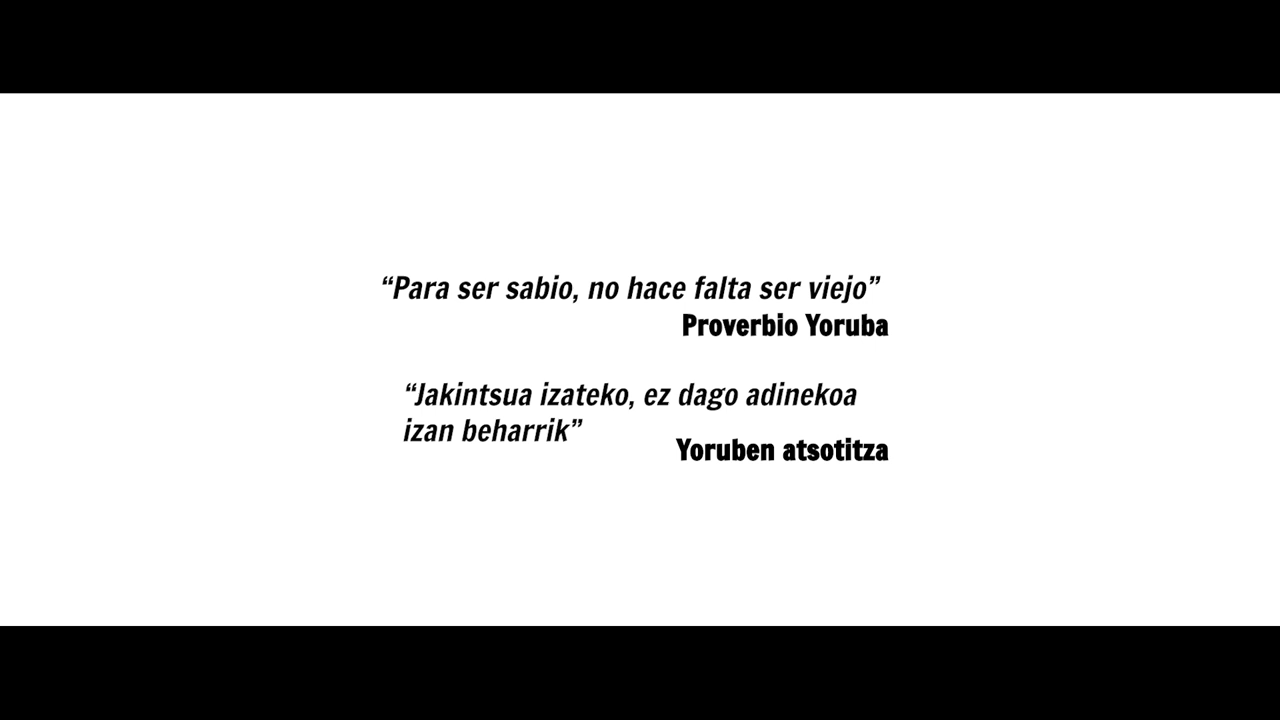 “Para ser sabio, no hace falta ser viejo”
Proverbio Yoruba
“Jakintsua izateko, ez dago adinekoa
izan beharrik”
Yoruben atsotitza